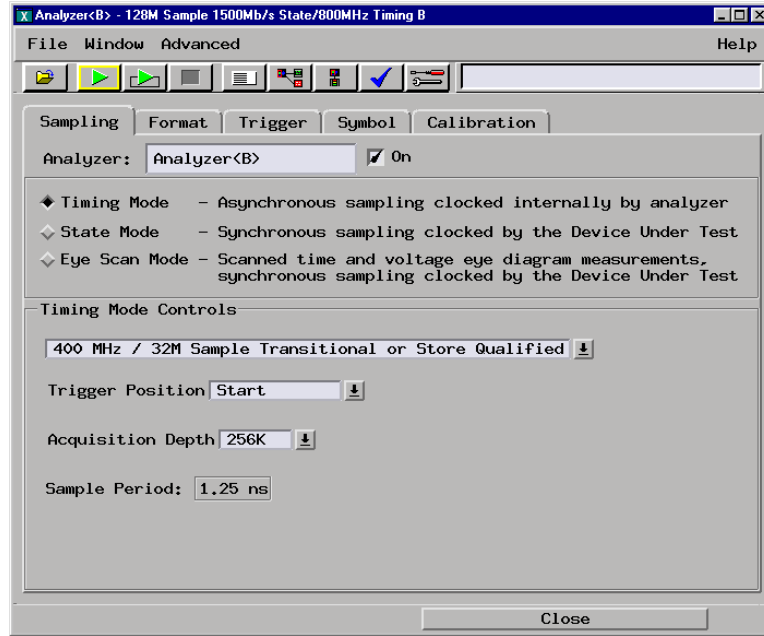 Analyzer<B> - 128M Sample 1500Mb/s State/800MHz Timing B
File Window Advanced Help
Sampling Format Trigger Symbol Calibration
Analyzer: Analyzer<B> On
Timing Mode - Asynchronous sampling clocked internally by analyzer
State Mode - Synchronous sampling clocked by the Device Under Test
Eye Scan Mode - Scanned time and voltage eye diagram measurements,
synchronous sampling clocked by the Device Under Test
Timing Mode Controls
400 MHz / 32M Sample Transitional or Store Qualified
Trigger Position Start
Acquisition Depth 256K
Sample Period: 1.25 ns
Close